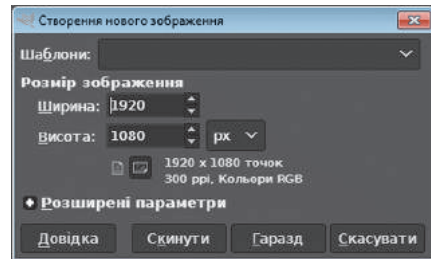 Створення нового зображення
Шаблони:
Розмір зображення
Ширина: 1920
Висота: 1080 px
1920 x 1080 точок
300 ppi, Кольори RGB
Розширені параметри
Довідка Скинути Гаразд Скасувати